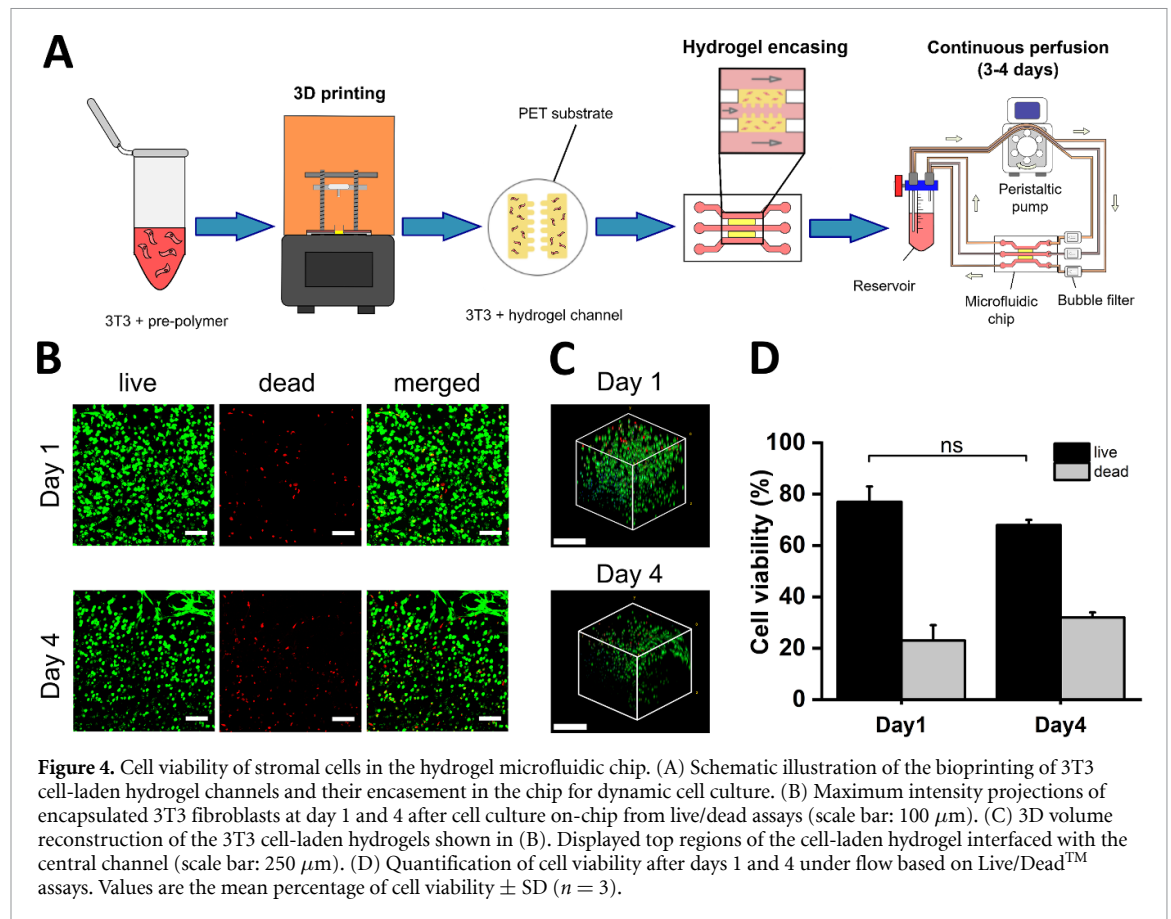 A
3D printing
PET substrate
Hydrogel encasing
Continuous perfusion
(3-4 days)
Peristaltic
pump
3T3 + pre-polymer
3T3 + hydrogel channel
Reservoir
Microfluidic
chip
Bubble filter
B
live
dead
merged
Day 1
Day 4
C
Day 1
Day 4
D
Cell viability (%)
100
80
60
40
20
0
ns
live
dead
Day1
Day4
Figure 4. Cell viability of stromal cells in the hydrogel microfluidic chip. (A) Schematic illustration of the bioprinting of 3T3
cell-laden hydrogel channels and their encasement in the chip for dynamic cell culture. (B) Maximum intensity projections of
encapsulated 3T3 fibroblasts at day 1 and 4 after cell culture on-chip from live/dead assays (scale bar: 100 μm). (C) 3D volume
reconstruction of the 3T3 cell-laden hydrogels shown in (B). Displayed top regions of the cell-laden hydrogel interfaced with the
central channel (scale bar: 250 μm). (D) Quantification of cell viability after days 1 and 4 under flow based on Live/Dead™
assays. Values are the mean percentage of cell viability ± SD (n = 3).